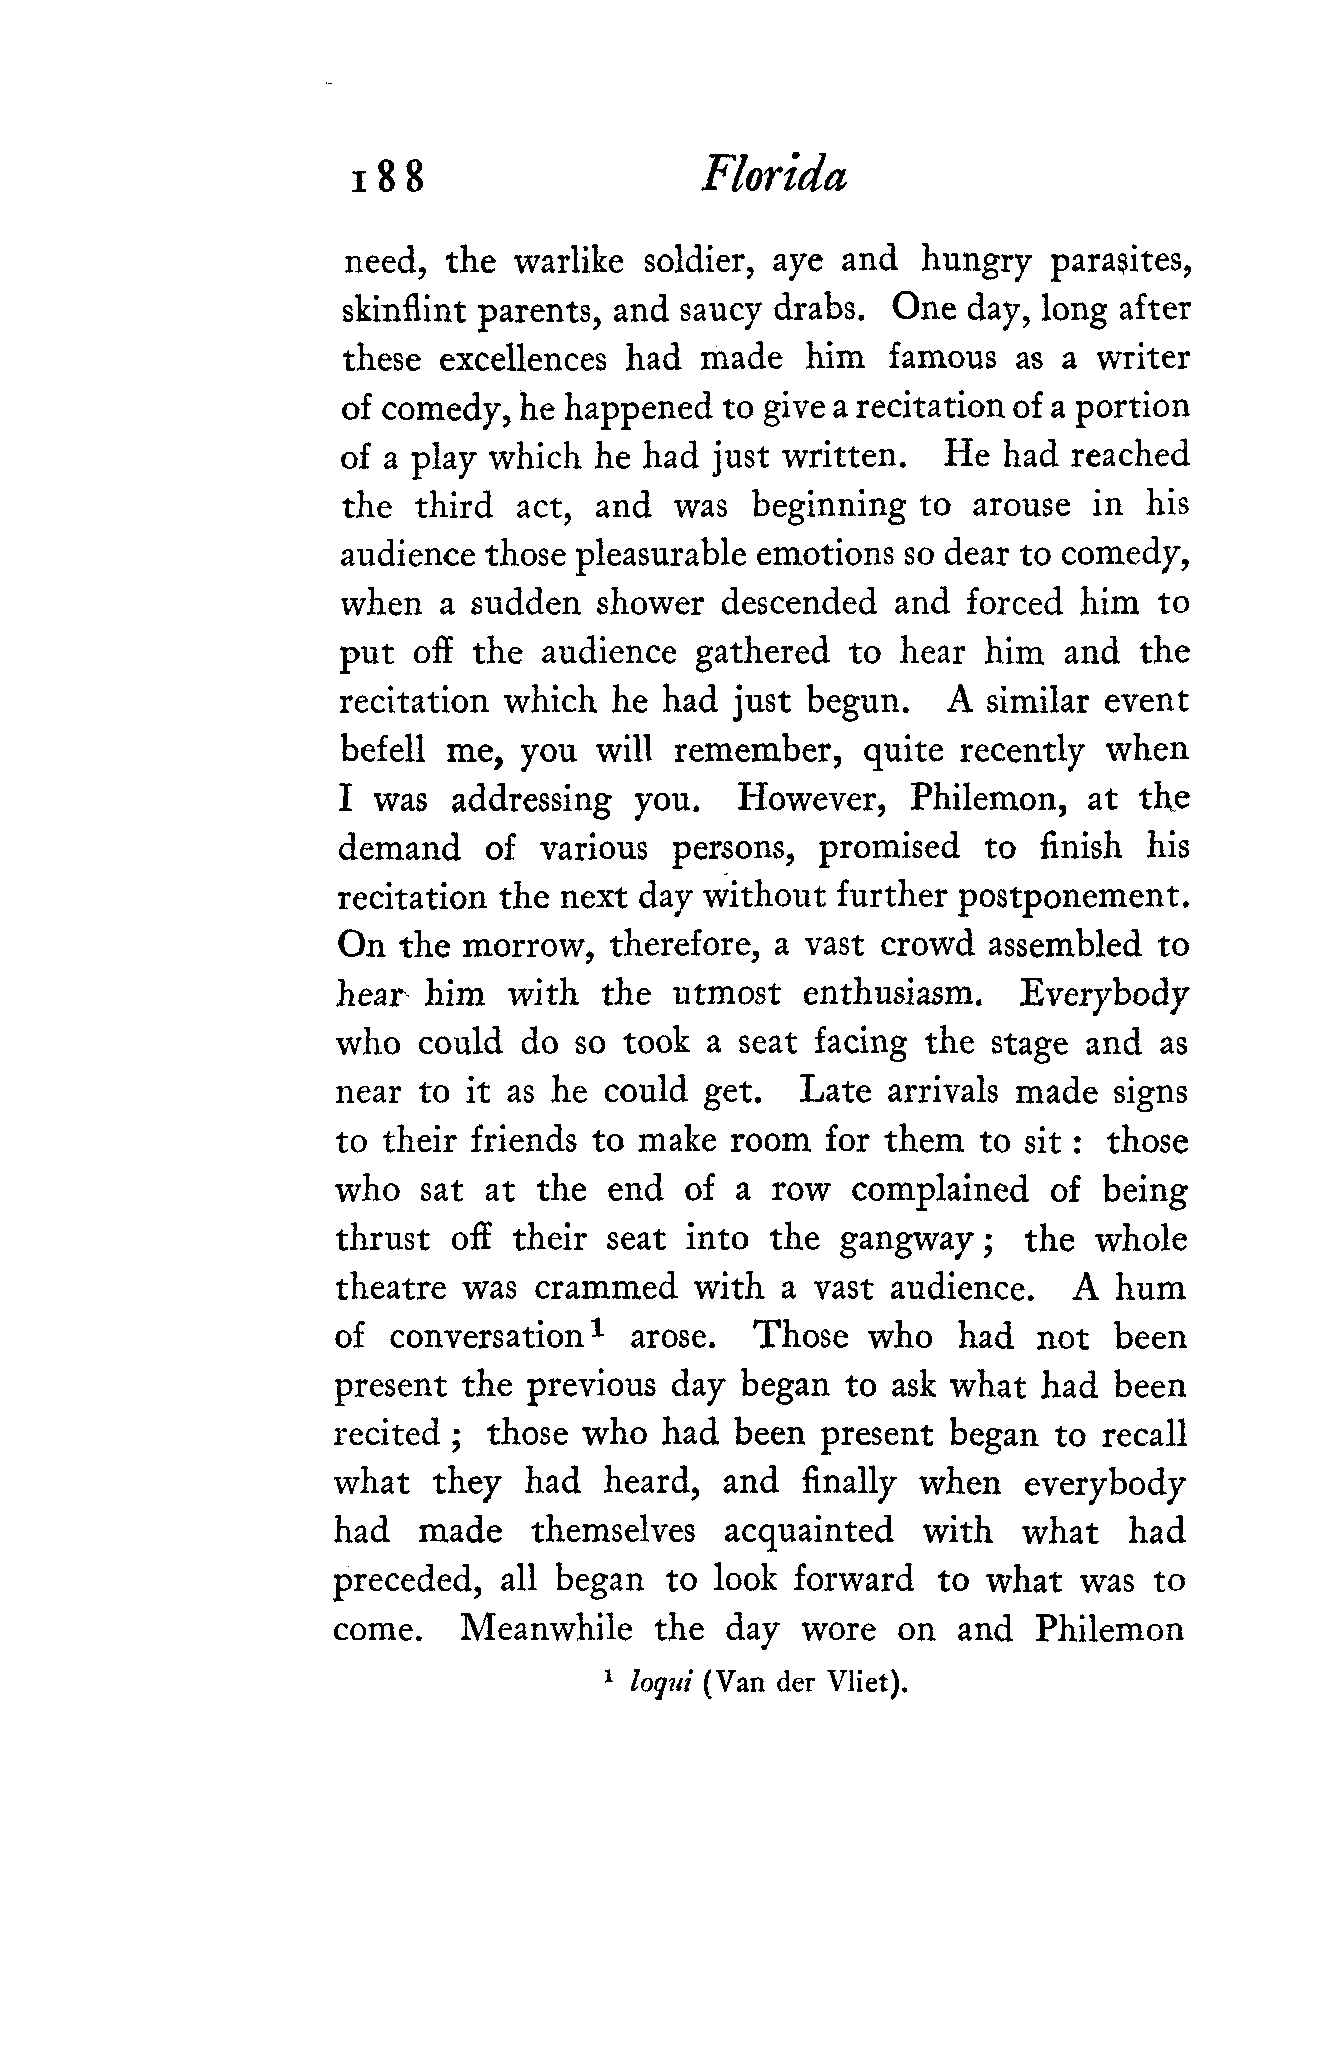 188 Florida
need, the warlike soldier, aye and hungry parasites,
skinflint parents, and saucy drabs. One day, long after
these excellences had made him famous as a writer
of comedy, he happened to give a recitation of a portion
of a play which he had just written. He had reached
the third act, and was beginning to arouse in his
audience those pleasurable emotions so dear to comedy,
when a sudden shower descended and forced him to
put off the audience gathered to hear him and the
recitation which he had just begun. A similar event
befell me, you will remember, quite recently when
I was addressing you. However, Philemon, at the
demand of various persons, promised to finish his
recitation the next day without further postponement.
On the morrow, therefore, a vast crowd assembled to
hear him with the utmost enthusiasm. Everybody
who could do so took a seat facing the stage and as
near to it as he could get. Late arrivals made signs
to their friends to make room for them to sit : those
who sat at the end of a row complained of being
thrust off their seat into the gangway ; the whole
theatre was crammed with a vast audience. A hum
of conversation¹ arose. Those who had not been
present the previous day began to ask what had been
recited ; those who had been present began to recall
what they had heard, and finally when everybody
had made themselves acquainted with what had
preceded, all began to look forward to what was to
come. Meanwhile the day wore on and Philemon
¹ loqui (Van der Vliet).